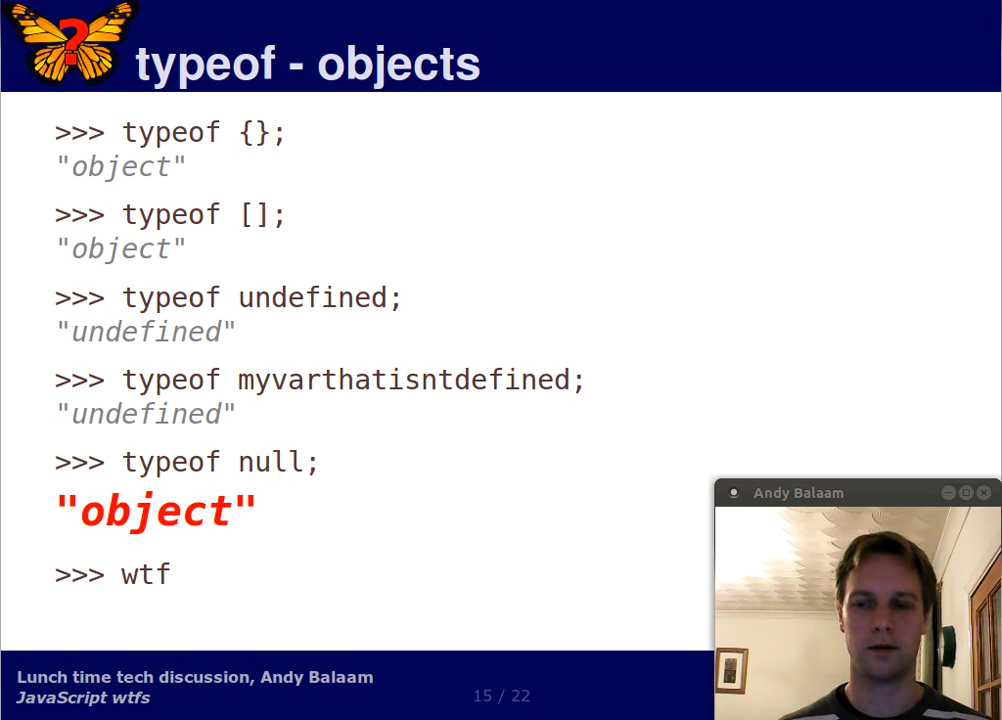 ?
typeof - objects
>>> typeof {};
"object"
>>> typeof [];
"object"
>>> typeof undefined;
"undefined"
>>> typeof myvarthatisntdefined;
"undefined"
>>> typeof null;
"object"
>>> wtf
Andy Balaam
Lunch time tech discussion, Andy Balaam
JavaScript wtfs
15 / 22